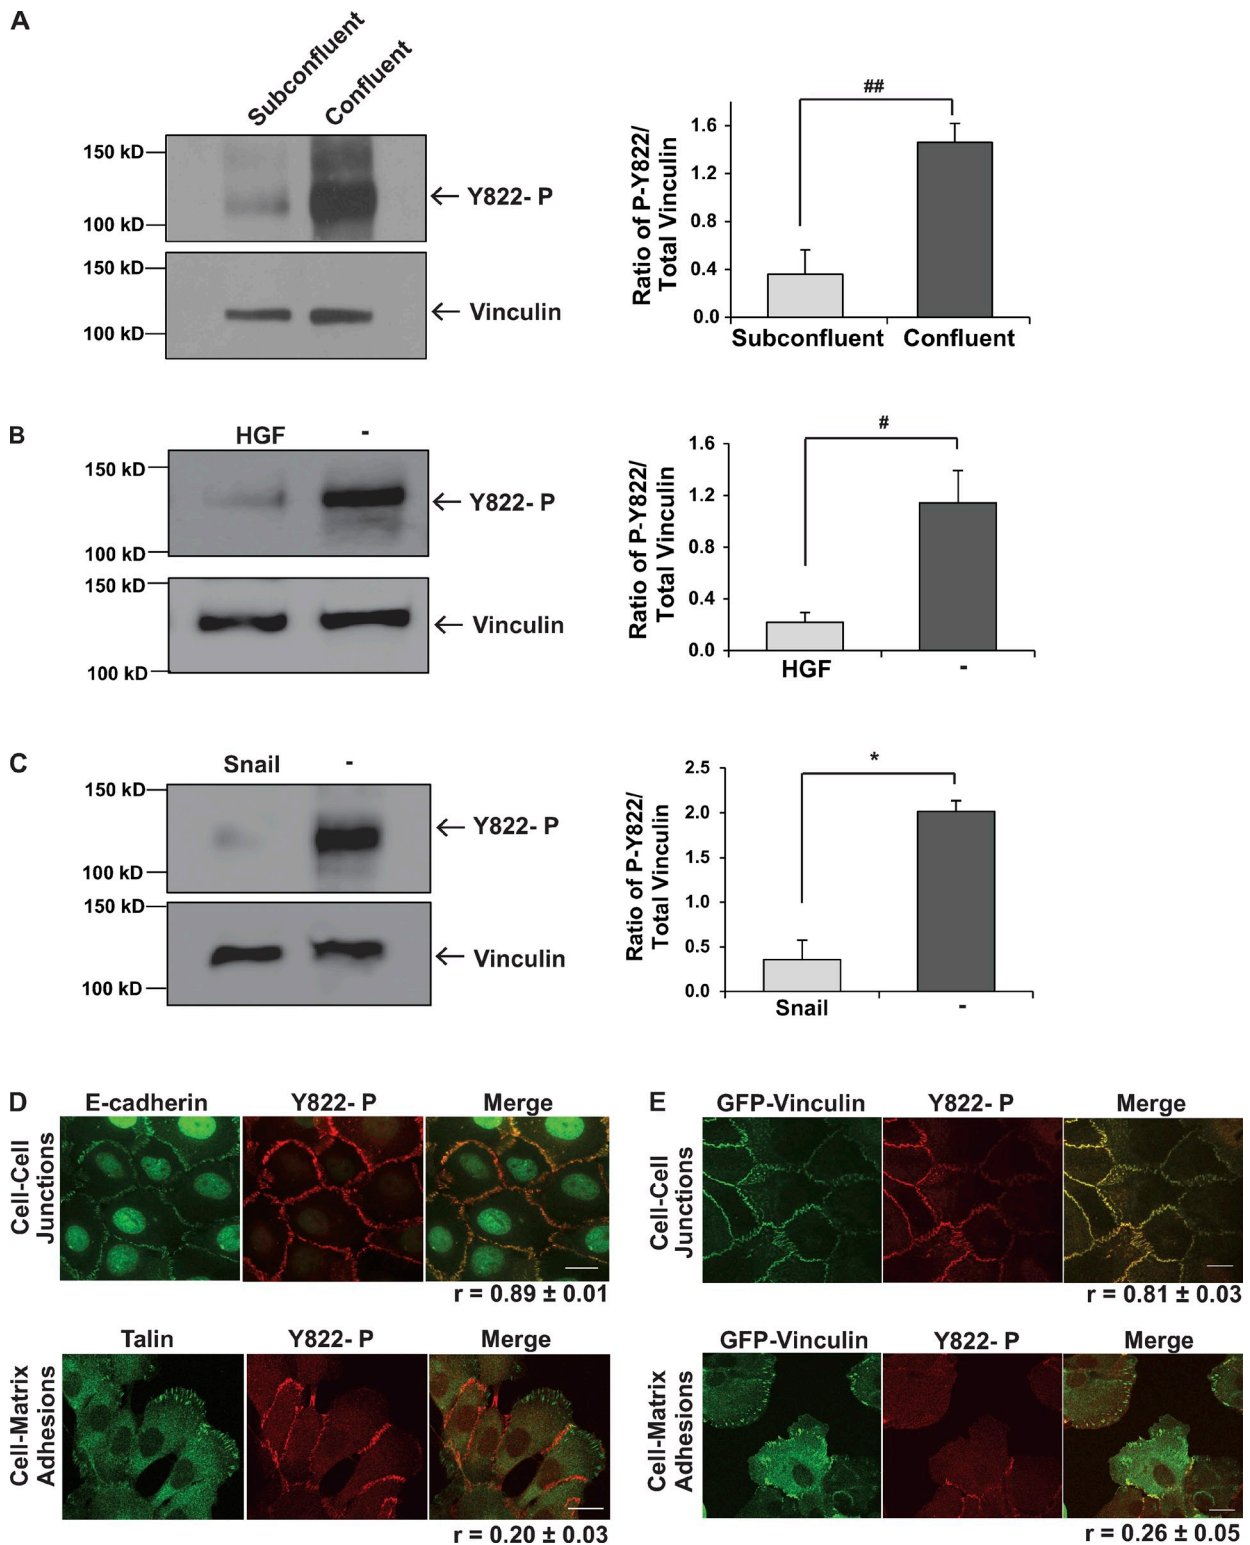 A
Subconfluent
Confluent
150 kD
100 kD
Y822- P
150 kD
100 kD
Vinculin
Ratio of P-Y822/
Total Vinculin
1.6
1.2
0.8
0.4
0.0
##
Subconfluent
Confluent
B
HGF
-
150 kD
100 kD
Y822- P
150 kD
100 kD
Vinculin
Ratio of P-Y822/
Total Vinculin
1.6
1.2
0.8
0.4
0.0
#
HGF
-
C
Snail
-
150 kD
100 kD
Y822- P
150 kD
100 kD
Vinculin
Ratio of P-Y822/
Total Vinculin
2.5
2.0
1.5
1.0
0.5
0.0
*
Snail
-
D
E-cadherin
Y822- P
Merge
Cell-Cell
Junctions
r = 0.89 ± 0.01
Talin
Y822- P
Merge
Cell-Matrix
Adhesions
r = 0.20 ± 0.03
E
GFP-Vinculin
Y822- P
Merge
Cell-Cell
Junctions
r = 0.81 ± 0.03
GFP-Vinculin
Y822- P
Merge
Cell-Matrix
Adhesions
r = 0.26 ± 0.05